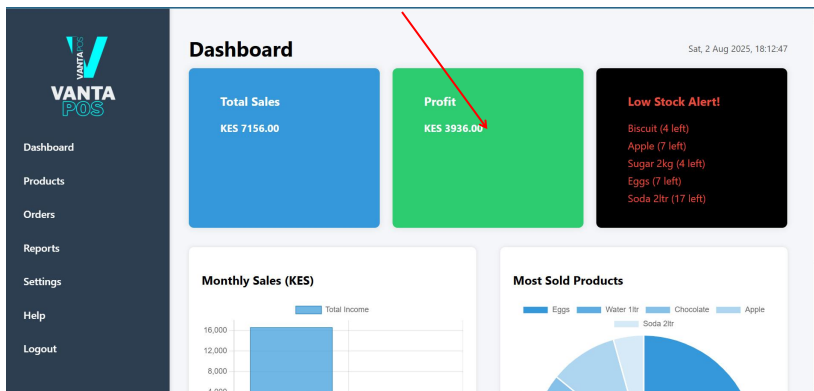 VANTAPOS
VANTA
POS
Dashboard
Products
Orders
Reports
Settings
Help
Logout
Dashboard
Sat, 2 Aug 2025, 18:12:47
Total Sales
KES 7156.00
Profit
KES 3936.00
Low Stock Alert!
Biscuit (4 left)
Apple (7 left)
Sugar 2kg (4 left)
Eggs (7 left)
Soda 2ltr (17 left)
Monthly Sales (KES)
Total Income
16,000
12,000
8,000
4,000
Most Sold Products
Eggs Water 1ltr Chocolate Apple
Soda 2ltr